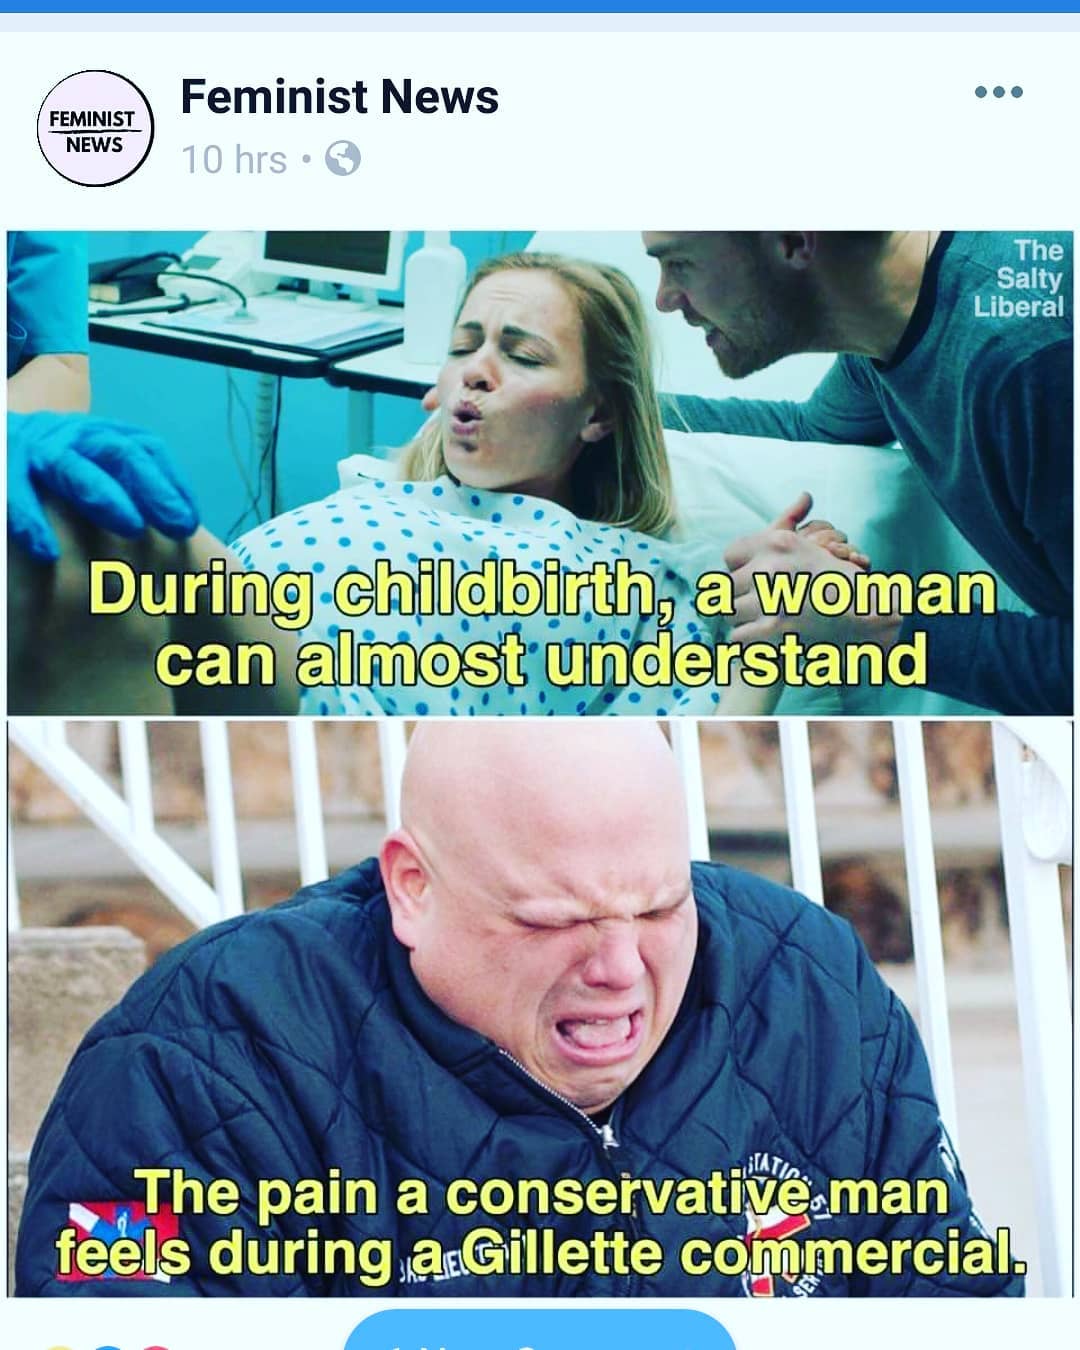 FEMINIST
NEWS
Feminist News
10 hrs •
The
Salty
Liberal
During childbirth, a woman
can almost understand
The pain a conservative man
feels during a Gillette commercial.